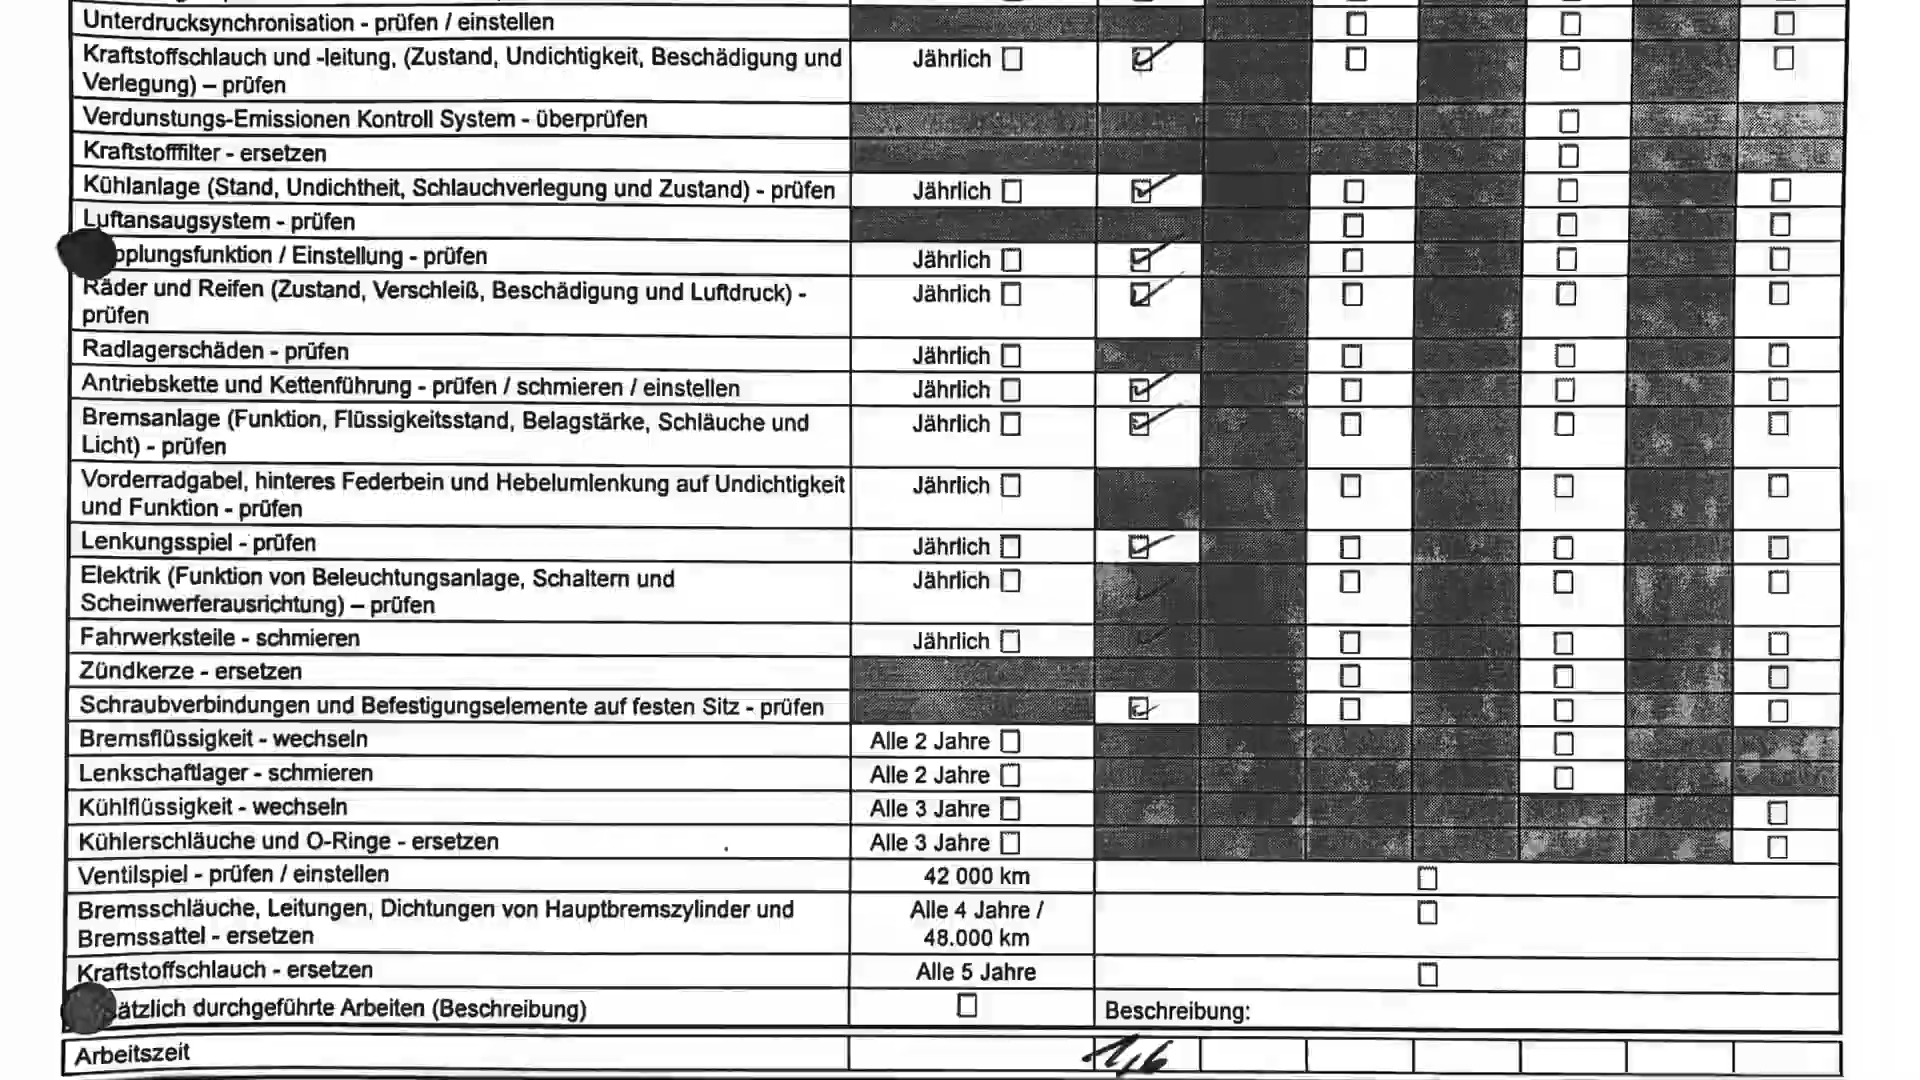 Unterdrucksynchronisation - prüfen / einstellen
Kraftstoffschlauch und -leitung, (Zustand, Undichtigkeit, Beschädigung und Jährlich
Verlegung) – prüfen
Verdunstungs-Emissionen Kontroll System - überprüfen
Kraftstofffilter - ersetzen
Kühlanlage (Stand, Undichtheit, Schlauchverlegung und Zustand) - prüfen Jährlich
Luftansaugsystem - prüfen
pplungsfunktion / Einstellung - prüfen Jährlich
Räder und Reifen (Zustand, Verschleiß, Beschädigung und Luftdruck) - Jährlich
prüfen
Radlagerschäden - prüfen Jährlich
Antriebskette und Kettenführung - prüfen / schmieren / einstellen Jährlich
Bremsanlage (Funktion, Flüssigkeitsstand, Belagstärke, Schläuche und Jährlich
Licht) - prüfen
Vorderradgabel, hinteres Federbein und Hebelumlenkung auf Undichtigkeit Jährlich
und Funktion - prüfen
Lenkungsspiel - prüfen Jährlich
Elektrik (Funktion von Beleuchtungsanlage, Schaltern und Jährlich
Scheinwerferausrichtung) – prüfen
Fahrwerksteile - schmieren Jährlich
Zündkerze - ersetzen
Schraubverbindungen und Befestigungselemente auf festen Sitz - prüfen
Bremsflüssigkeit - wechseln Alle 2 Jahre
Lenkschaftlager - schmieren Alle 2 Jahre
Kühlflüssigkeit - wechseln Alle 3 Jahre
Kühlerschläuche und O-Ringe - ersetzen Alle 3 Jahre
Ventilspiel - prüfen / einstellen 42 000 km
Bremsschläuche, Leitungen, Dichtungen von Hauptbremszylinder und Alle 4 Jahre /
Bremssattel - ersetzen 48.000 km
Kraftstoffschlauch - ersetzen Alle 5 Jahre
ätzlich durchgeführte Arbeiten (Beschreibung) Beschreibung:
Arbeitszeit 1,6